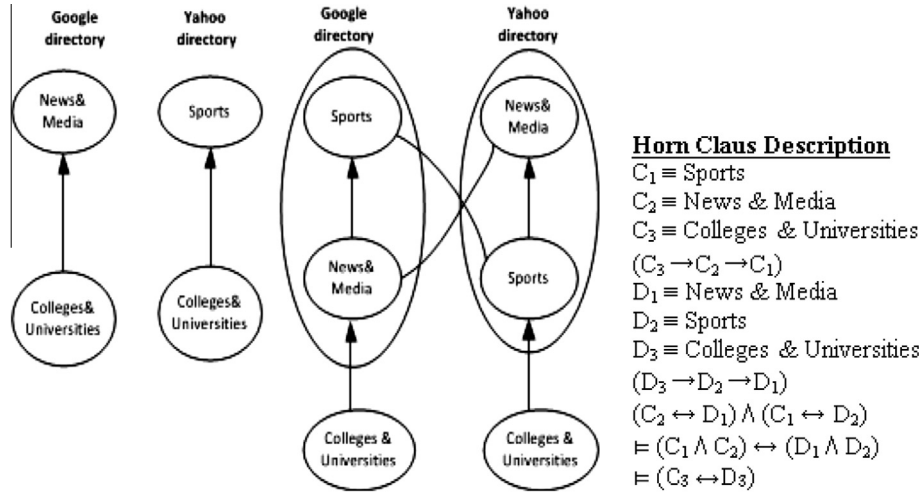 Google
directory
Yahoo
directory
Google
directory
Yahoo
directory
News&
Media
Sports
Sports
News&
Media
Colleges&
Universities
Colleges&
Universities
News&
Media
Sports
Colleges &
Universities
Colleges &
Universities
Horn Claus Description
C₁ ≡ Sports
C₂ ≡ News & Media
C₃ ≡ Colleges & Universities
(C₃ →C₂ →C₁)
D₁ ≡ News & Media
D₂ ≡ Sports
D₃ ≡ Colleges & Universities
(D₃ →D₂ →D₁)
(C₂ ↔ D₁) Λ (C₁ ↔ D₂)
⊨ (C₁ Λ C₂) ↔ (D₁ Λ D₂)
⊨ (C₃ ↔D₃)